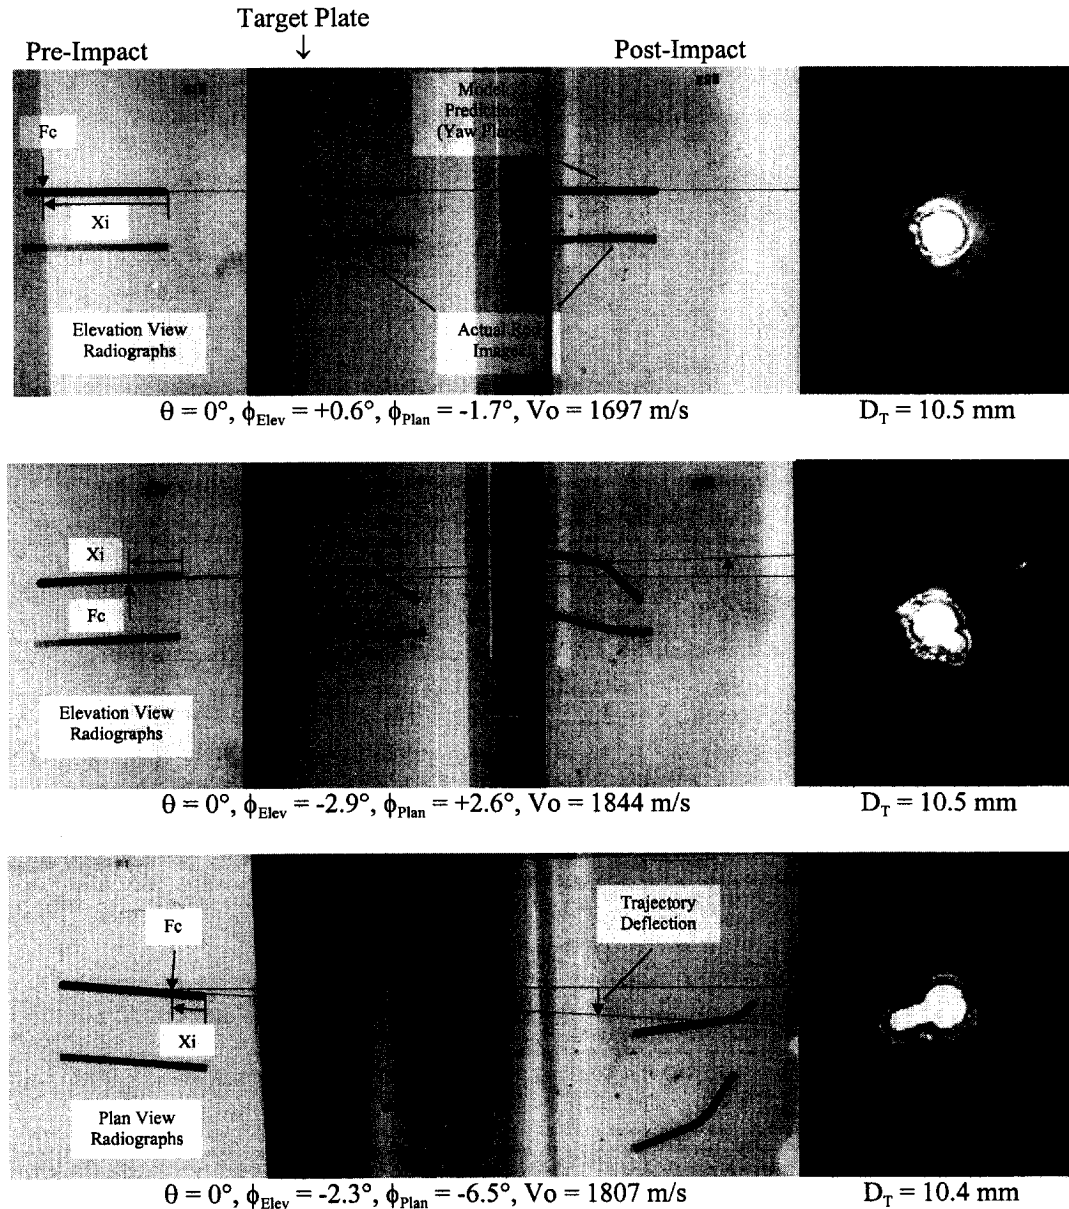 Target Plate
Pre-Impact
↓
Post-Impact
Model
Prediction
(Yaw Plane)
Fc
Xi
Elevation View
Radiographs
Actual Rod
Images
θ = 0°, ϕElev = +0.6°, ϕPlan = -1.7°, Vo = 1697 m/s
DT = 10.5 mm
Xi
Fc
Elevation View
Radiographs
θ = 0°, ϕElev = -2.9°, ϕPlan = +2.6°, Vo = 1844 m/s
DT = 10.5 mm
Fc
Trajectory
Deflection
Xi
Plan View
Radiographs
θ = 0°, ϕElev = -2.3°, ϕPlan = -6.5°, Vo = 1807 m/s
DT = 10.4 mm